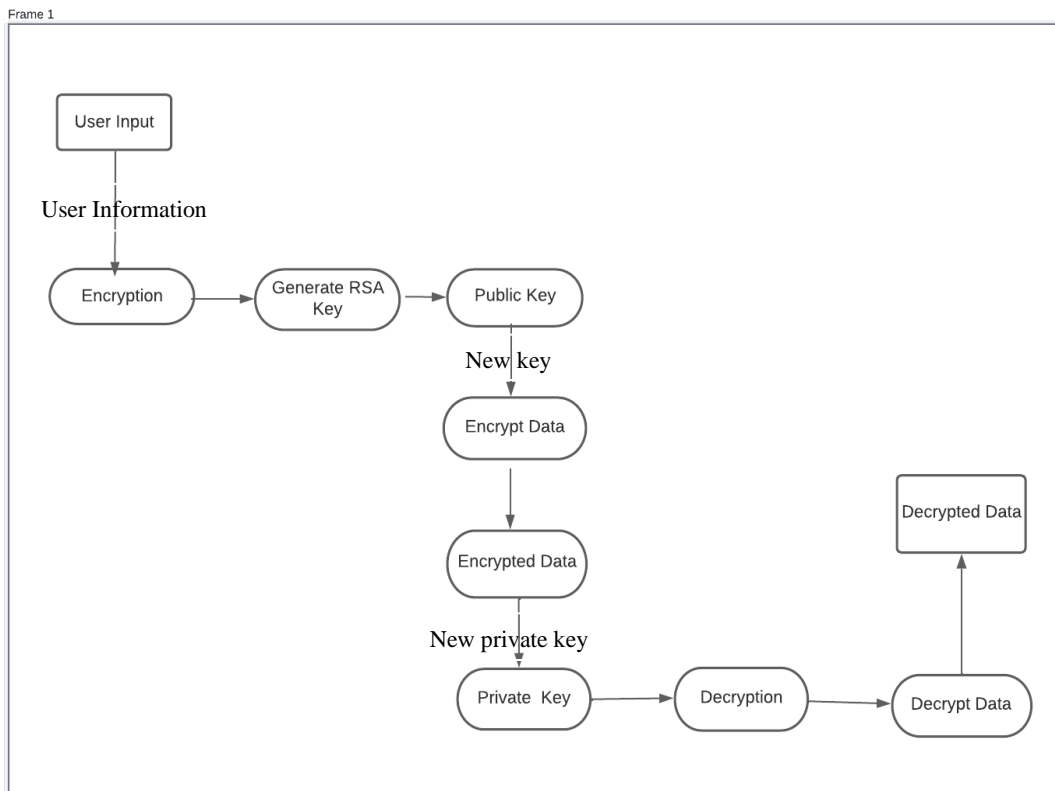 Frame 1
User Input
User Information
Encryption
Generate RSA
Key
Public Key
New key
Encrypt Data
Encrypted Data
New private key
Private Key
Decryption
Decrypt Data
Decrypted Data